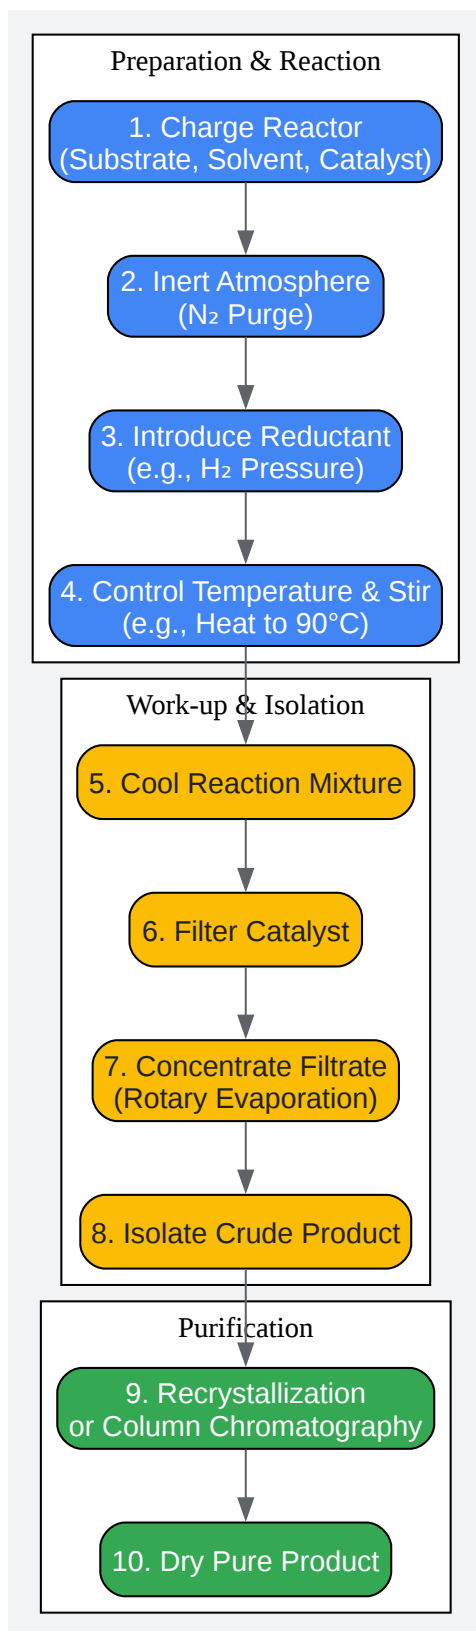 Preparation & Reaction
1. Charge Reactor
(Substrate, Solvent, Catalyst)
2. Inert Atmosphere
(N₂ Purge)
3. Introduce Reductant
(e.g., H₂ Pressure)
4. Control Temperature & Stir
(e.g., Heat to 90°C)
Work-up & Isolation
5. Cool Reaction Mixture
6. Filter Catalyst
7. Concentrate Filtrate
(Rotary Evaporation)
8. Isolate Crude Product
Purification
9. Recrystallization
or Column Chromatography
10. Dry Pure Product